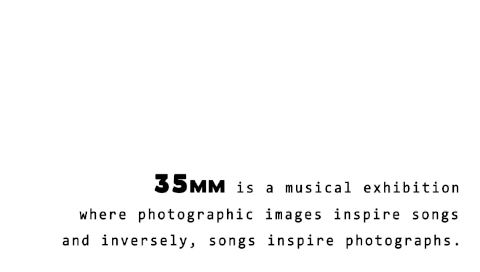 35MM is a musical exhibition
where photographic images inspire songs
and inversely, songs inspire photographs.